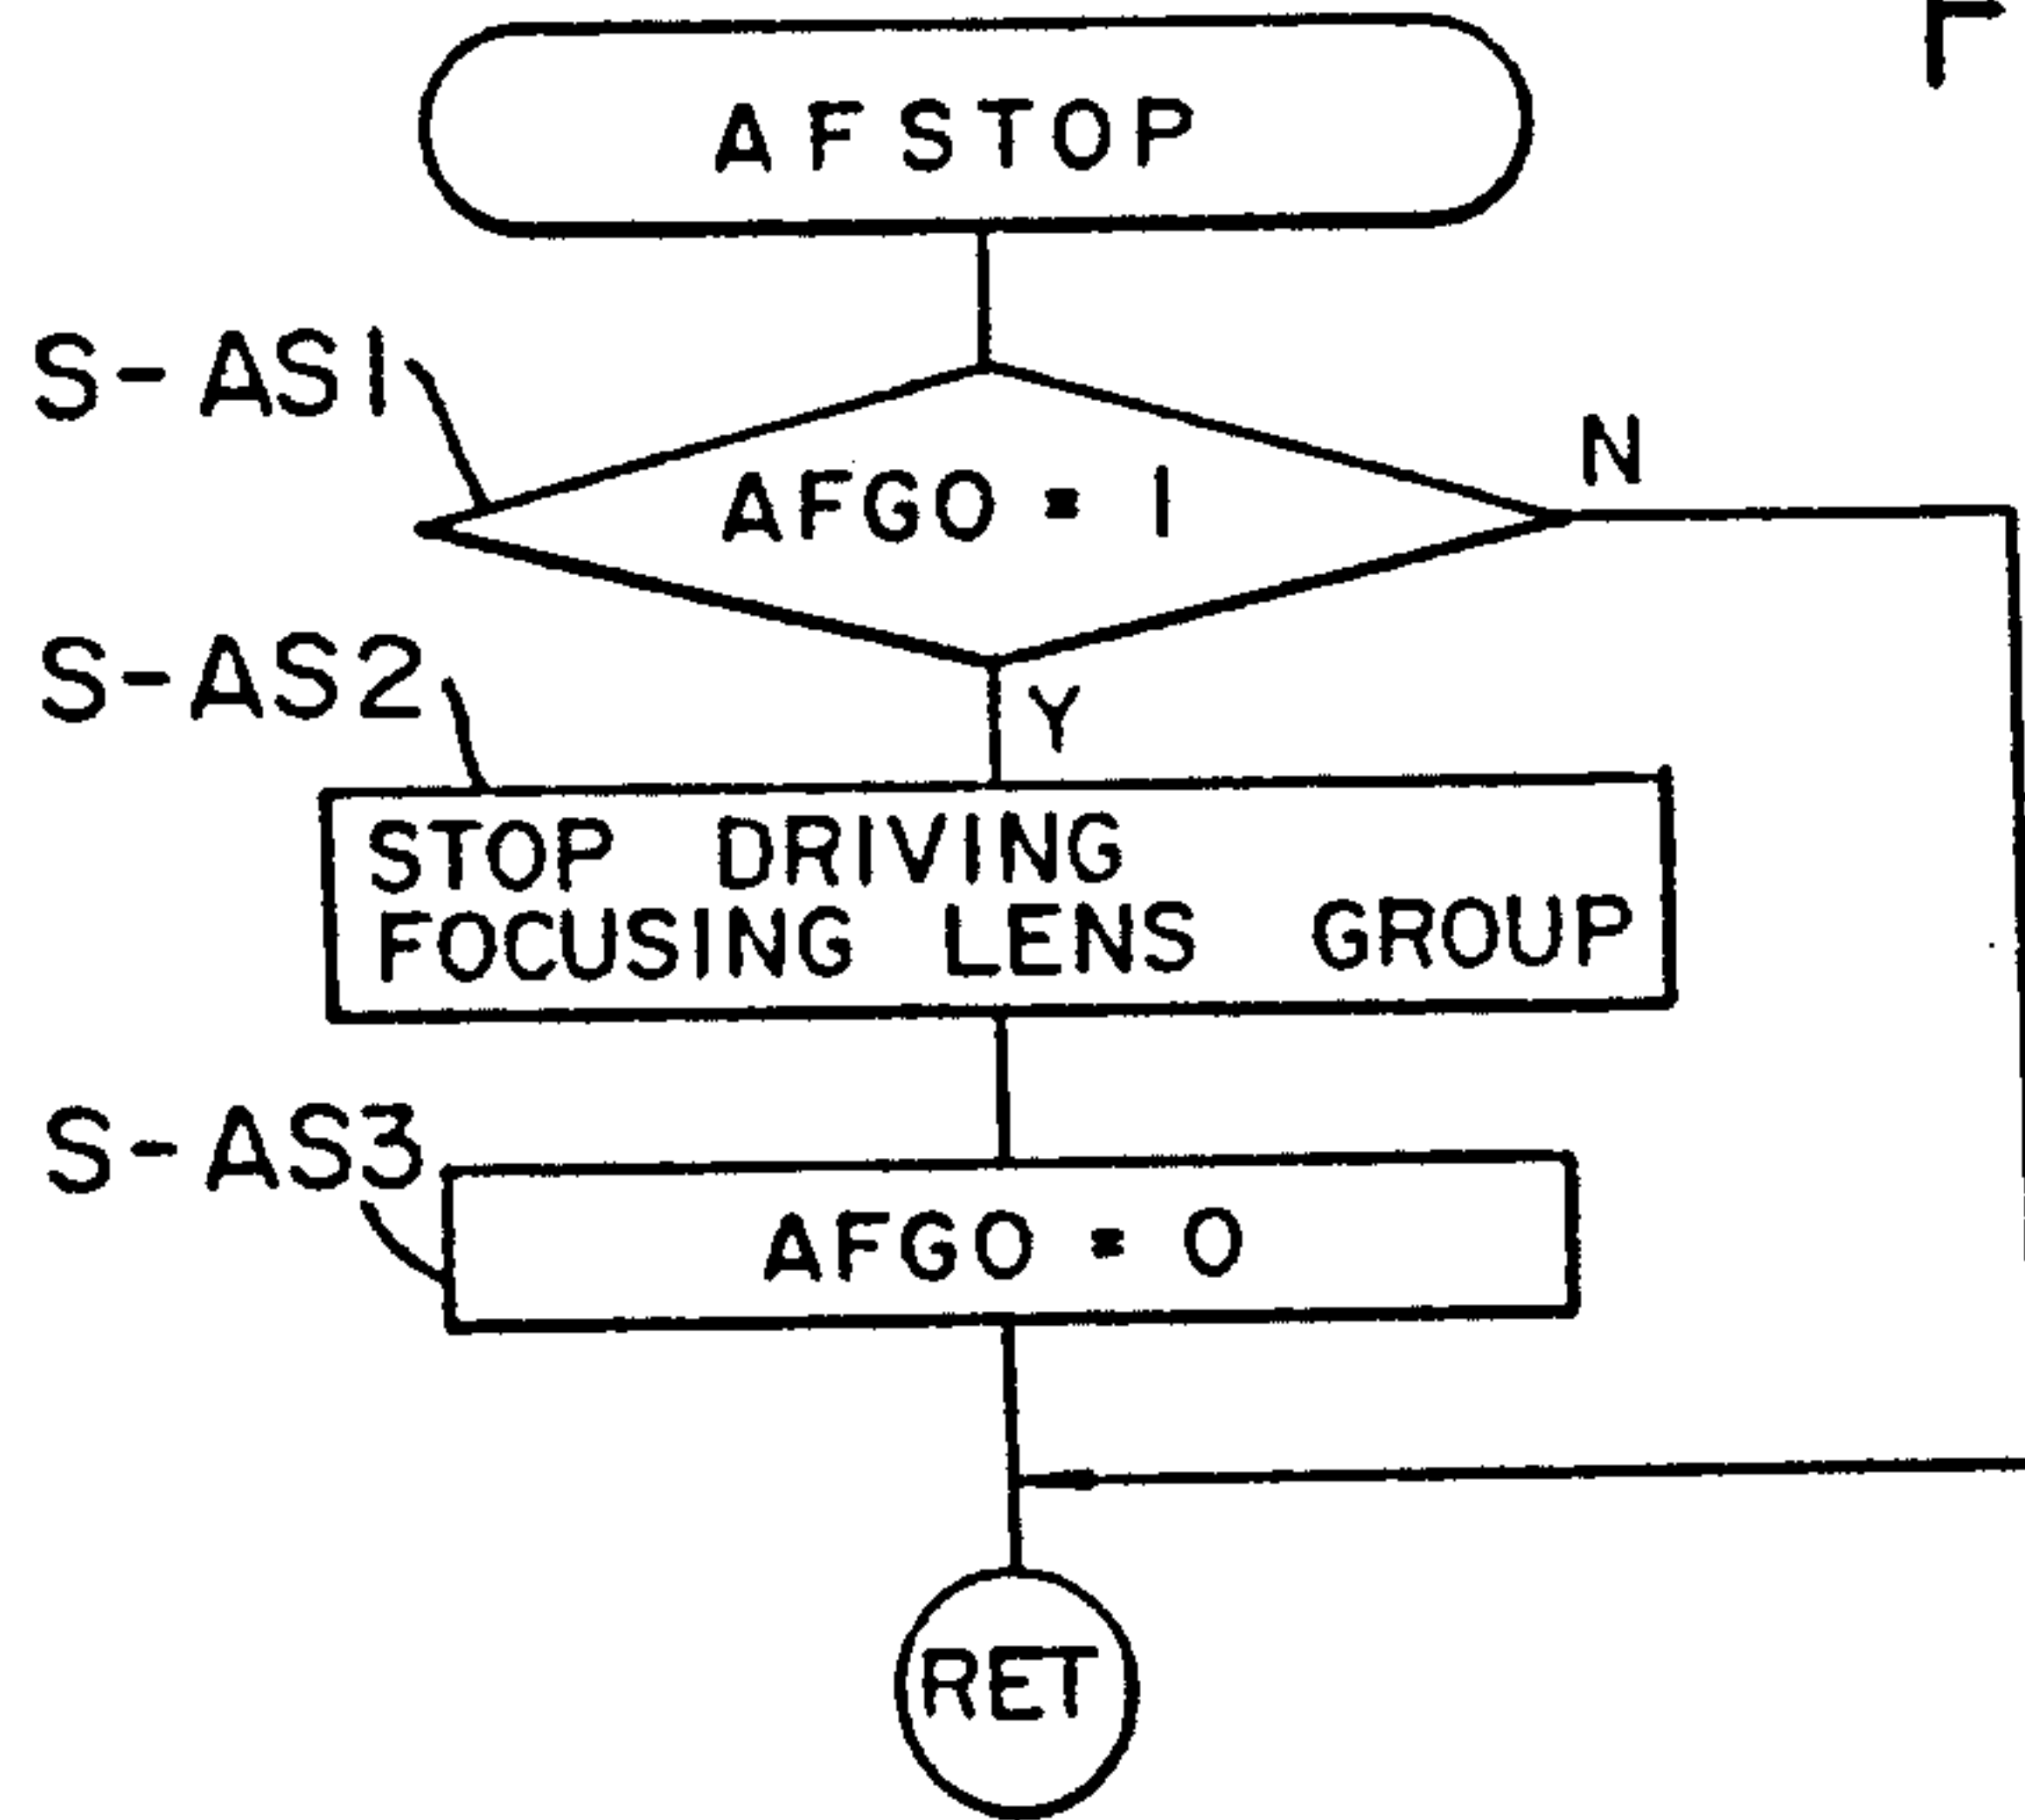 AFSTOP
S-AS1
N
AFGO = 1
S-AS2
Y
STOP DRIVING
FOCUSING LENS GROUP
S-AS3
AFGO = 0
RET